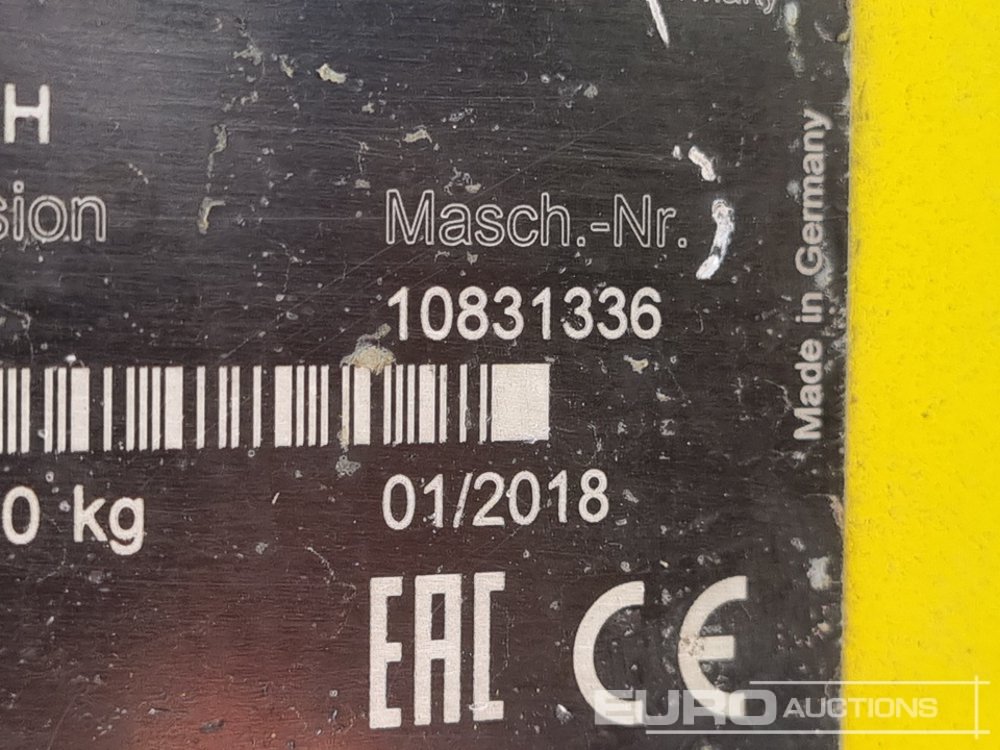 H
sion
Masch.-Nr.
10831336
0 kg
01/2018
EAC CE
Made in Germany
EURO AUCTIONS